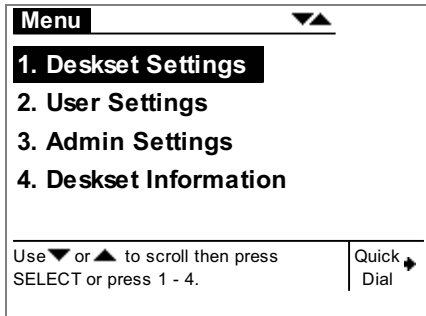 Menu ▼▲
1. Deskset Settings
2. User Settings
3. Admin Settings
4. Deskset Information
Use ▼ or ▲ to scroll then press
SELECT or press 1 - 4.
Quick
Dial